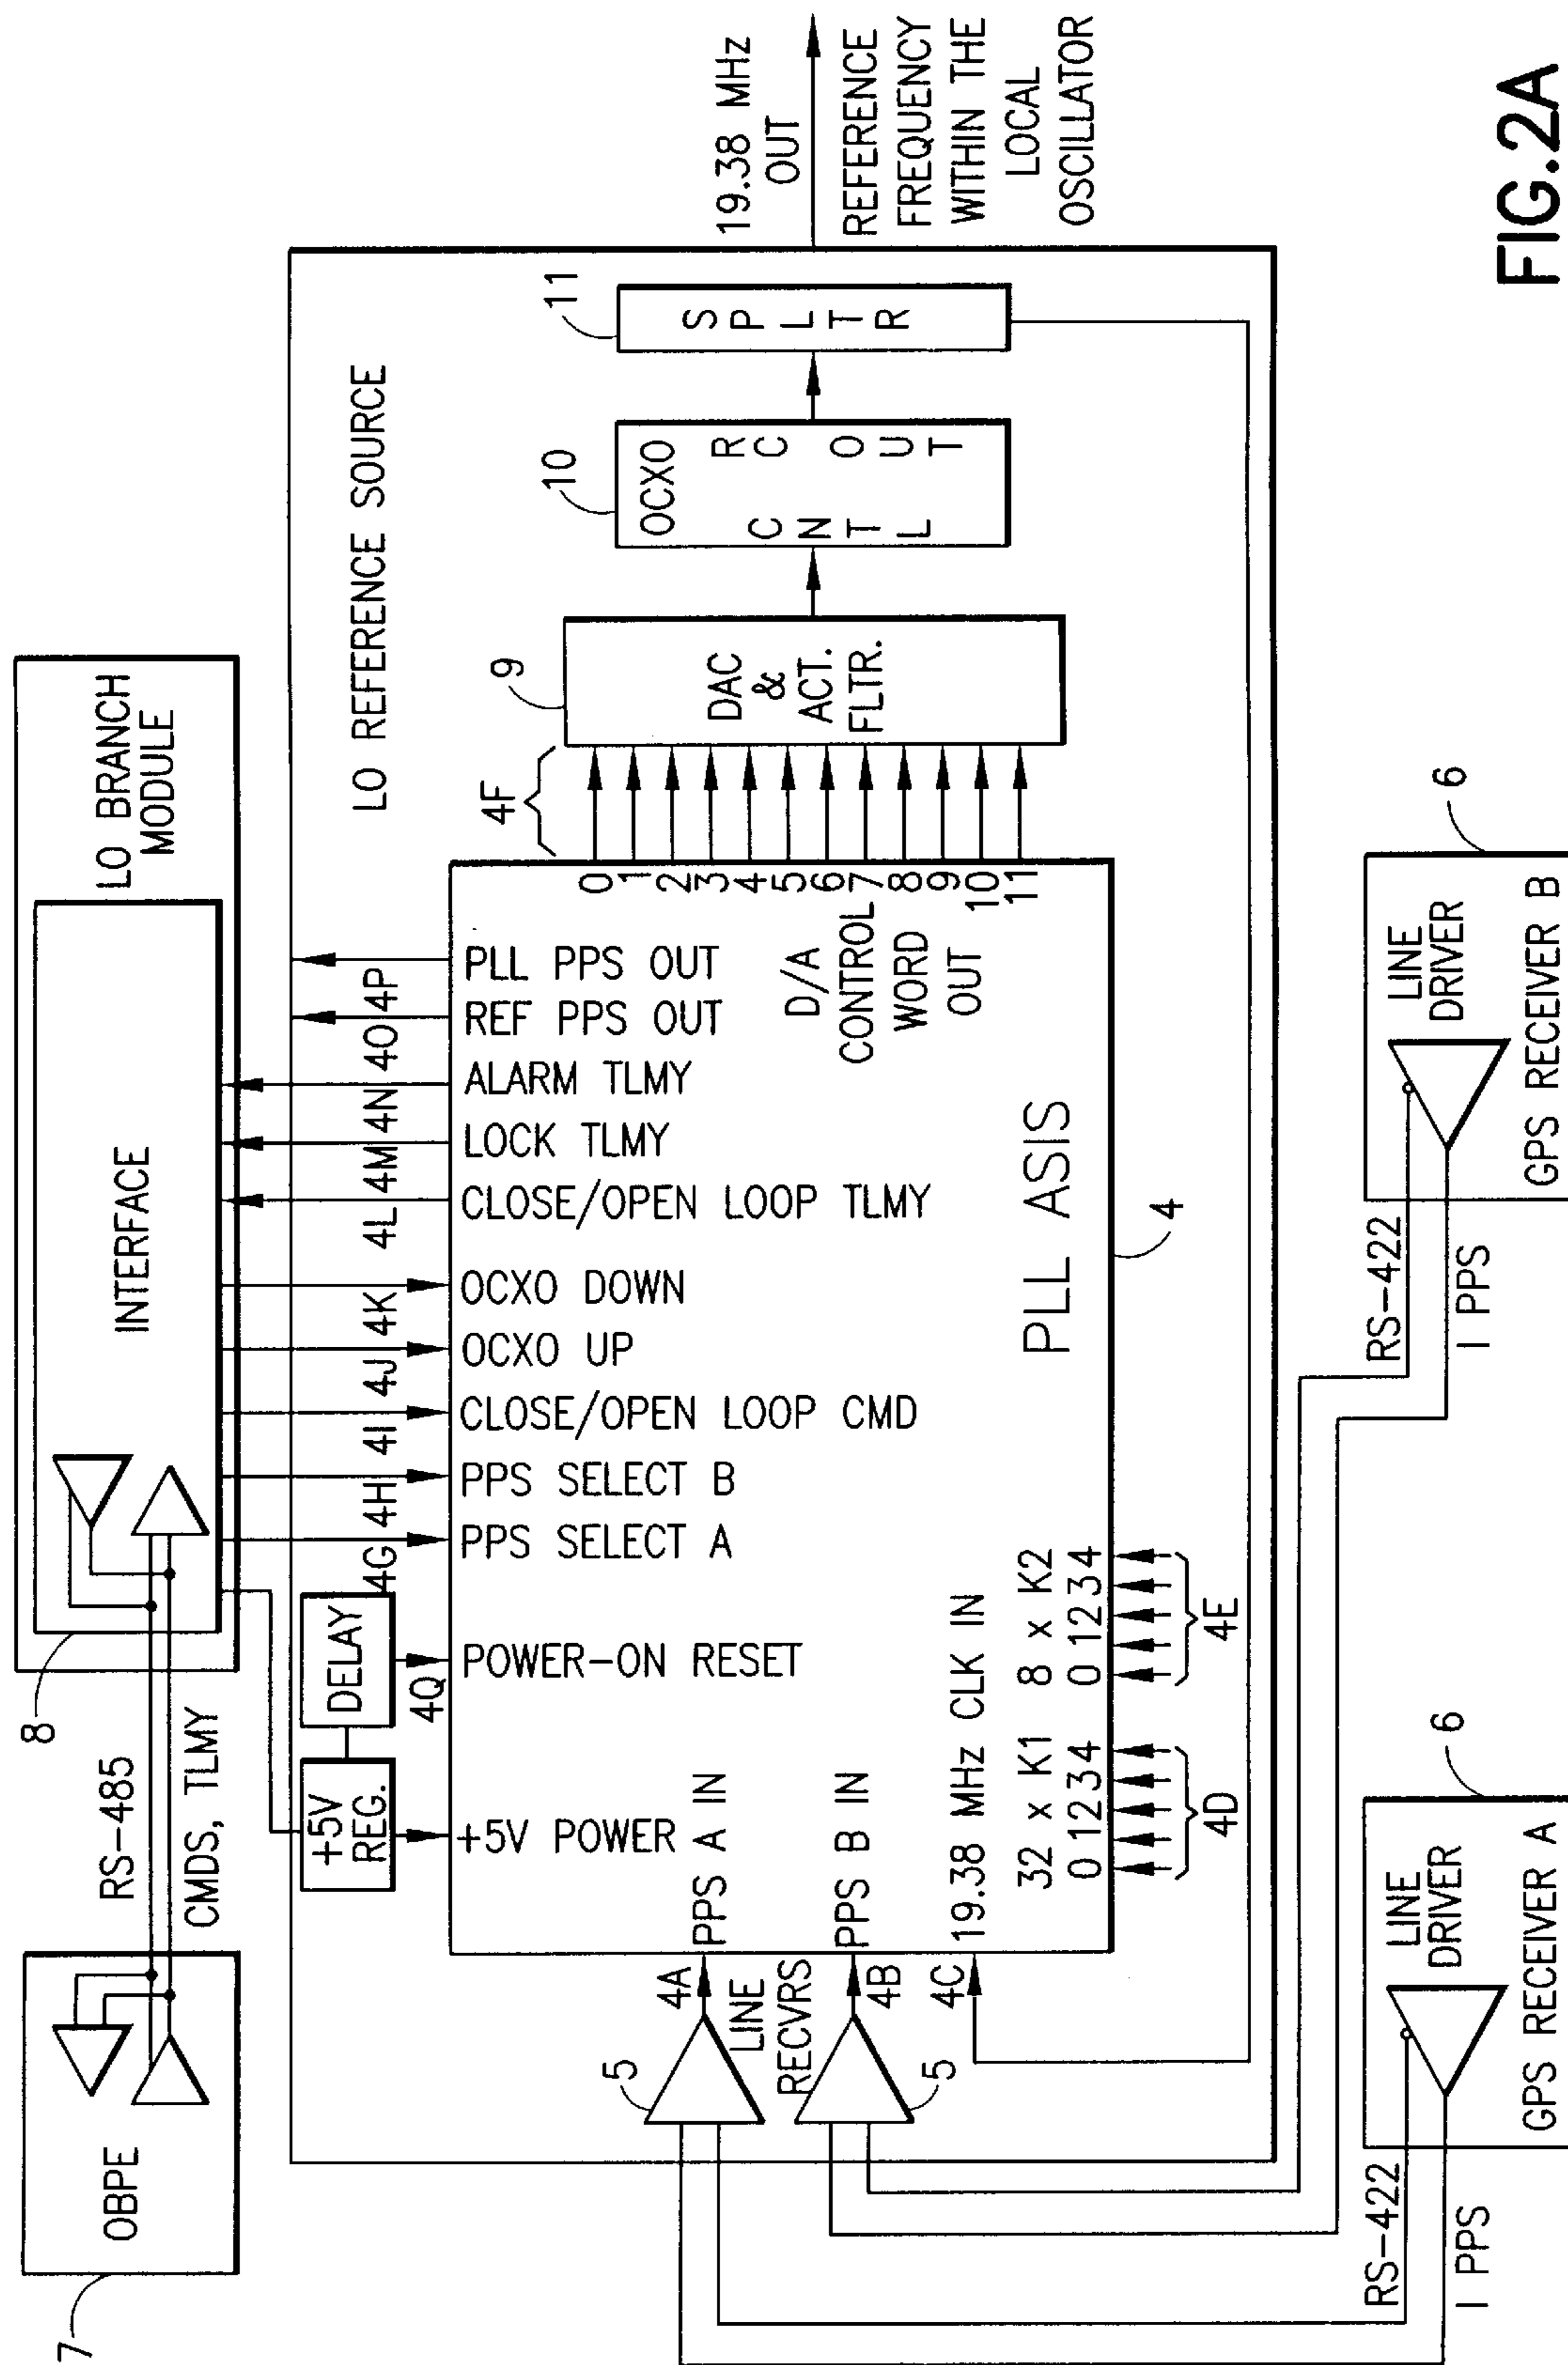 7
OBPE
RS-485
CMDS, TLMY
8
INTERFACE
LO BRANCH
MODULE
+5V
REG.
DELAY
4Q
4G
4H
4I
4J
4K
4L
4M
4N
4O
4P
LO REFERENCE SOURCE
+5V POWER
POWER-ON RESET
PPS SELECT A
PPS SELECT B
CLOSE/OPEN LOOP CMD
OCXO UP
OCXO DOWN
CLOSE/OPEN LOOP TLMY
LOCK TLMY
ALARM TLMY
REF PPS OUT
PLL PPS OUT
5
4A
PPS A IN
LINE
RECVRS
5
4B
PPS B IN
4C
19.38 MHz CLK IN
32 x K1
0 1 2 3 4
4D
8 x K2
0 1 2 3 4
4E
PLL ASIS
4
D/A
CONTROL
WORD
OUT
0
1
2
3
4
5
6
7
8
9
10
11
4F
9
DAC
&
ACT.
FLTR.
10
OCXO
CNTL
RC OUT
11
SPLTR
19.38 MHz
OUT
REFERENCE
FREQUENCY
WITHIN THE
LOCAL
OSCILLATOR
RS-422
I PPS
LINE
DRIVER
6
GPS RECEIVER A
RS-422
I PPS
LINE
DRIVER
6
GPS RECEIVER B
FIG.2A